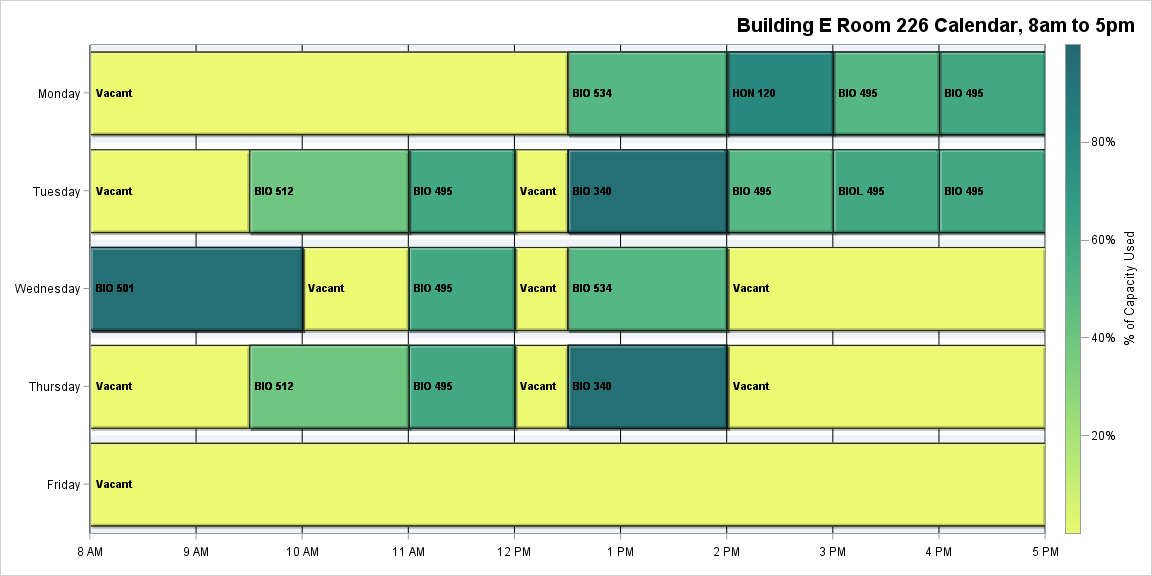 Building E Room 226 Calendar, 8am to 5pm
Monday
Vacant
BIO 534
HON 120
BIO 495
BIO 495
Tuesday
Vacant
BIO 512
BIO 495
Vacant
BIO 340
BIO 495
BIOL 495
BIO 495
Wednesday
BIO 501
Vacant
BIO 495
Vacant
BIO 534
Vacant
Thursday
Vacant
BIO 512
BIO 495
Vacant
BIO 340
Vacant
Friday
Vacant
8 AM
9 AM
10 AM
11 AM
12 PM
1 PM
2 PM
3 PM
4 PM
5 PM
80%
60%
40%
20%
% of Capacity Used